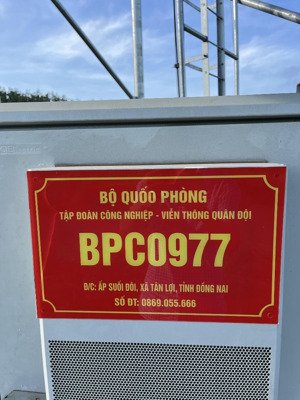 BỘ QUỐC PHÒNG
TẬP ĐOÀN CÔNG NGHIỆP - VIỄN THÔNG QUÂN ĐỘI
BPC0977
Đ/C: ẤP SUỐI ĐÔI, XÃ TÂN LỢI, TỈNH ĐỒNG NAI
SỐ ĐT: 0869.055.666